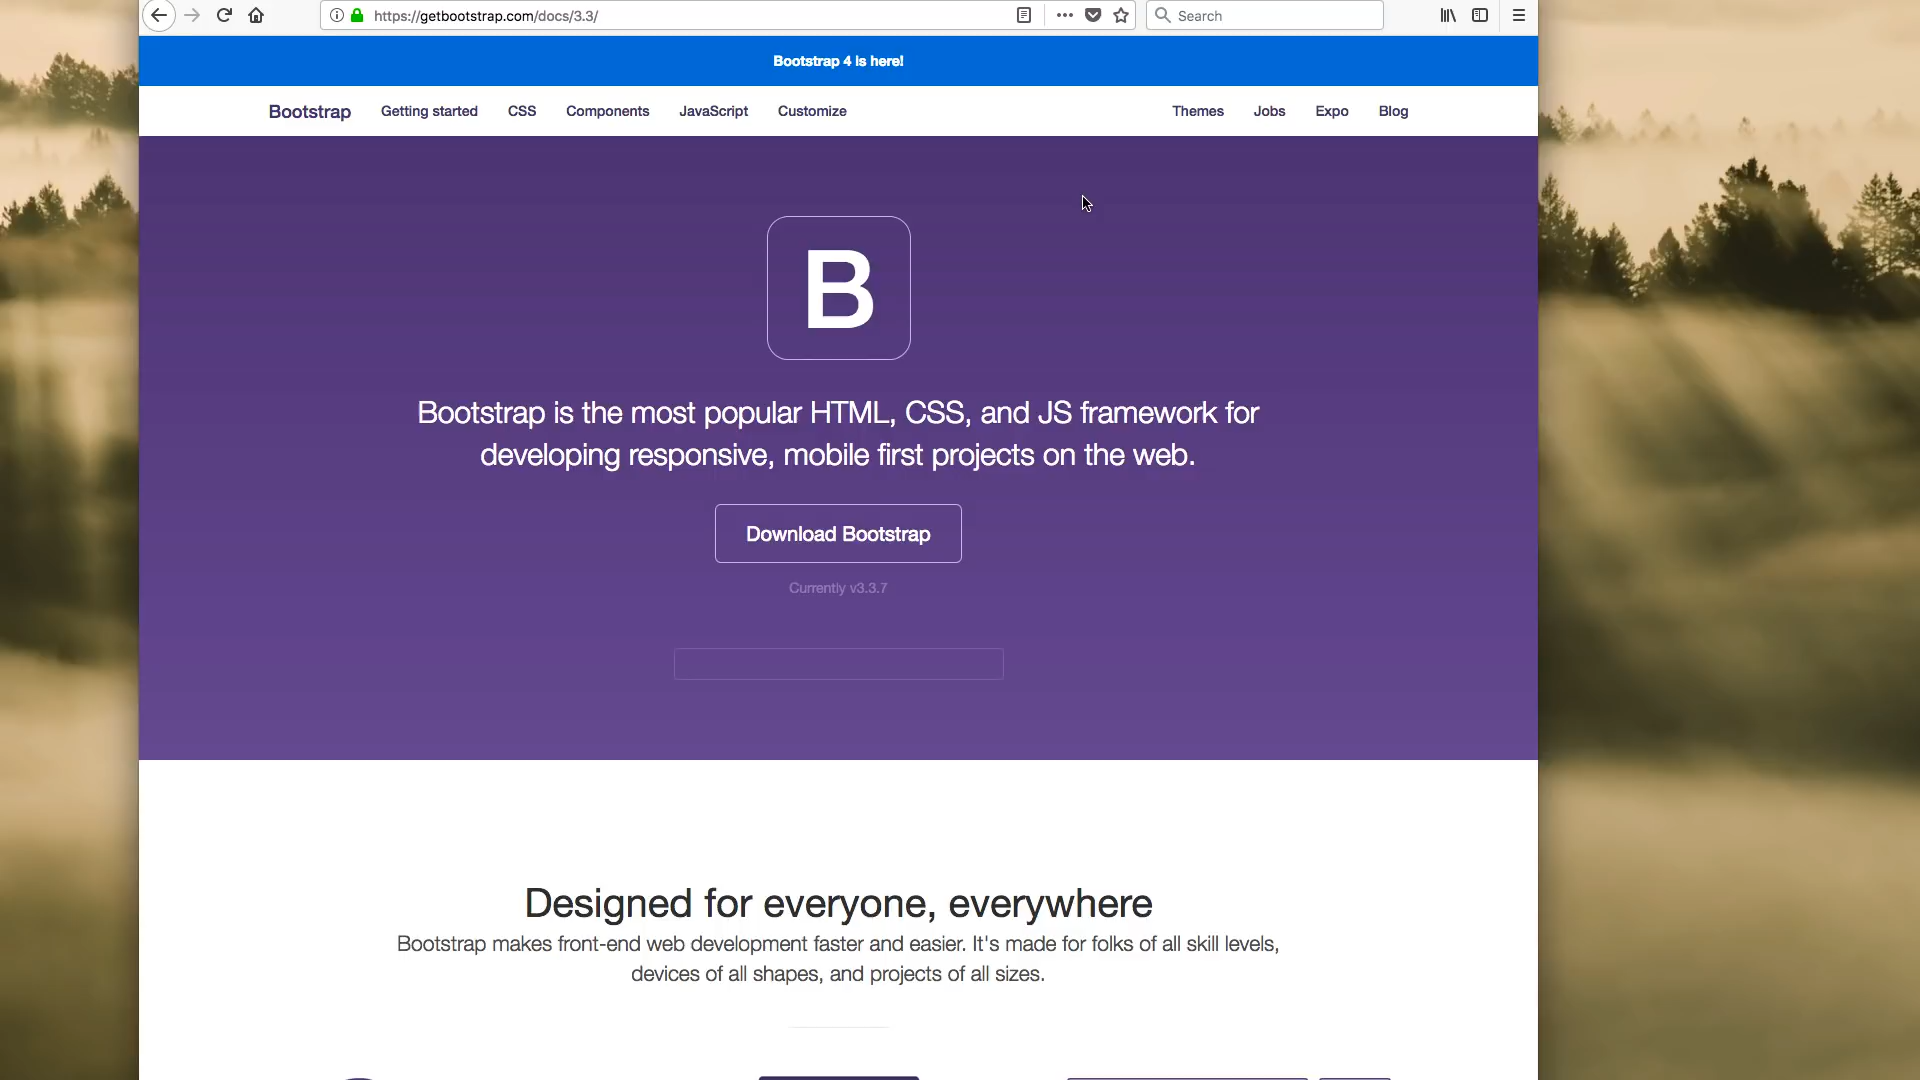 https://getbootstrap.com/docs/3.3/
Search
Bootstrap 4 is here!
Bootstrap Getting started CSS Components JavaScript Customize Themes Jobs Expo Blog
B
Bootstrap is the most popular HTML, CSS, and JS framework for
developing responsive, mobile first projects on the web.
Download Bootstrap
Currently v3.3.7
Designed for everyone, everywhere
Bootstrap makes front-end web development faster and easier. It's made for folks of all skill levels,
devices of all shapes, and projects of all sizes.